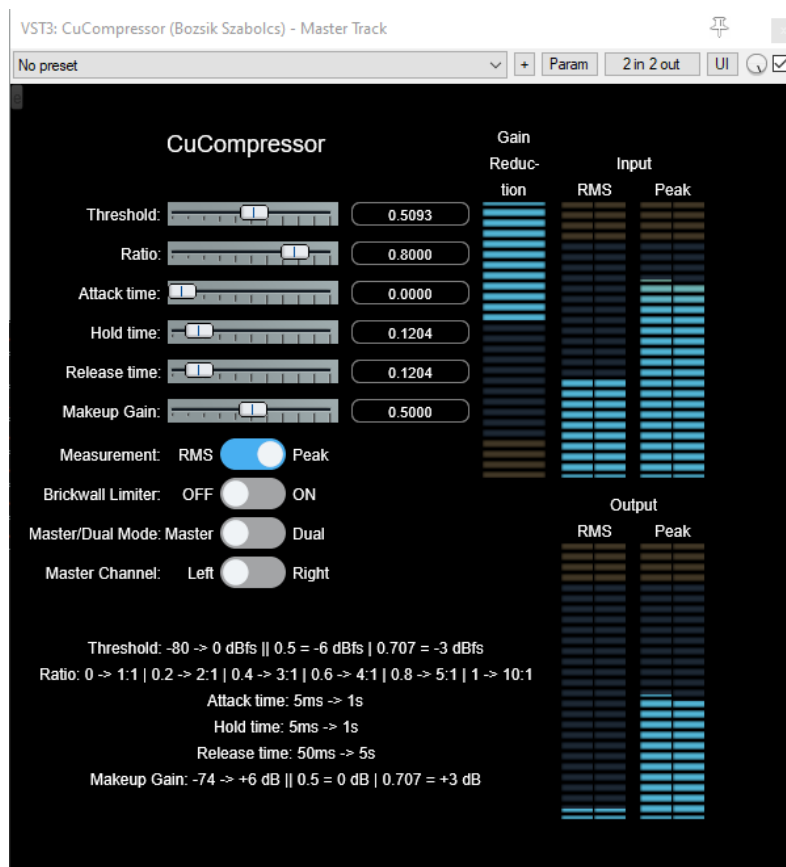 VST3: CuCompressor (Bozsik Szabolcs) - Master Track
No preset
+
Param
2 in 2 out
UI
CuCompressor
Threshold: 0.5093
Ratio: 0.8000
Attack time: 0.0000
Hold time: 0.1204
Release time: 0.1204
Makeup Gain: 0.5000
Measurement: RMS Peak
Brickwall Limiter: OFF ON
Master/Dual Mode: Master Dual
Master Channel: Left Right
Gain
Reduc-
tion
Input
RMS Peak
Output
RMS Peak
Threshold: -80 -> 0 dBfs || 0.5 = -6 dBfs | 0.707 = -3 dBfs
Ratio: 0 -> 1:1 | 0.2 -> 2:1 | 0.4 -> 3:1 | 0.6 -> 4:1 | 0.8 -> 5:1 | 1 -> 10:1
Attack time: 5ms -> 1s
Hold time: 5ms -> 1s
Release time: 50ms -> 5s
Makeup Gain: -74 -> +6 dB || 0.5 = 0 dB | 0.707 = +3 dB